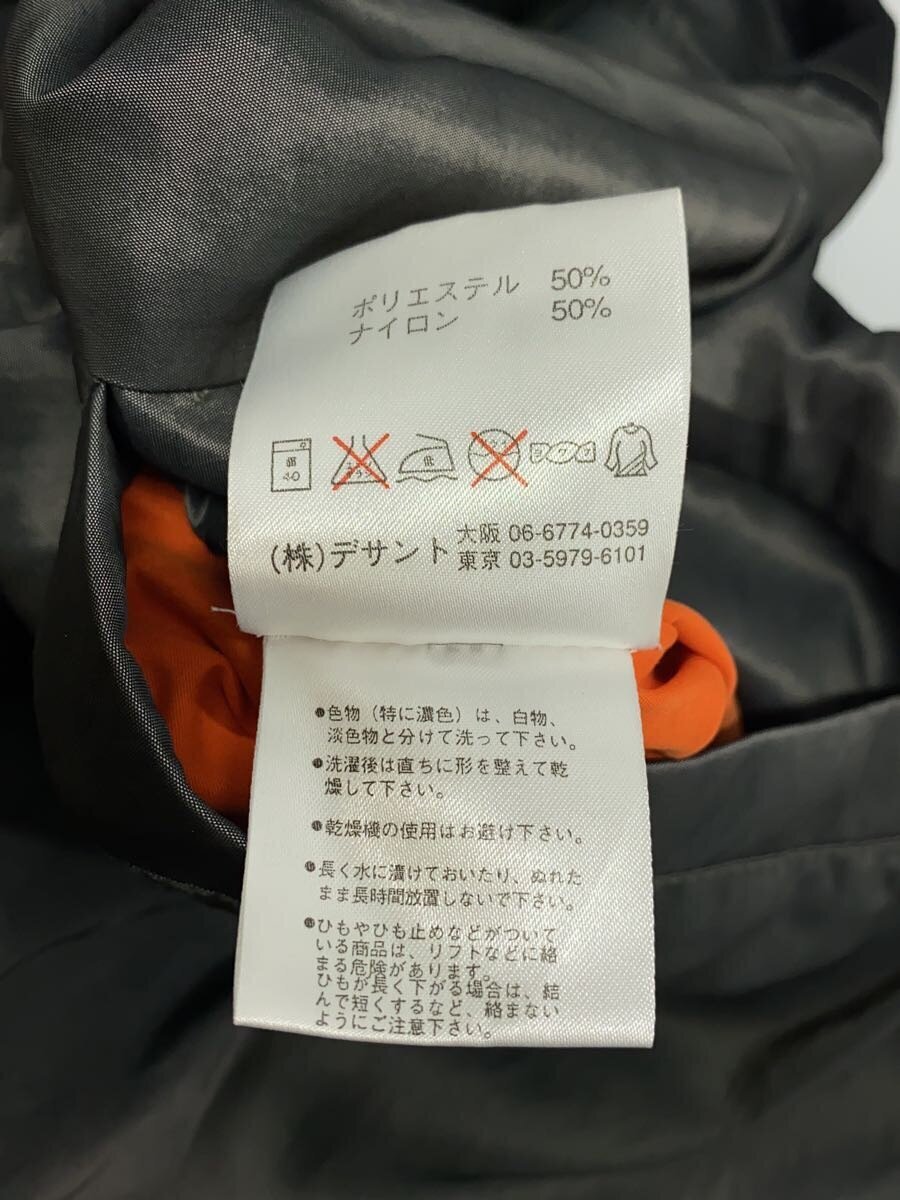 ポリエステル 50%
ナイロン 50%
弱
40
低
ヨワク
(株)デサント
大阪 06-6774-0359
東京 03-5979-6101
●色物(特に濃色)は、白物、
淡色物と分けて洗って下さい。
●洗濯後は直ちに形を整えて乾
燥して下さい。
●乾燥機の使用はお避け下さい。
●長く水に漬けておいたり、ぬれた
まま長時間放置しないで下さい。
●ひもやひも止めなどがついて
いる商品は、リフトなどに絡
まる危険があります。
ひもが長く下がる場合は、結
んで短くするなど、絡まない
ようにご注意下さい。